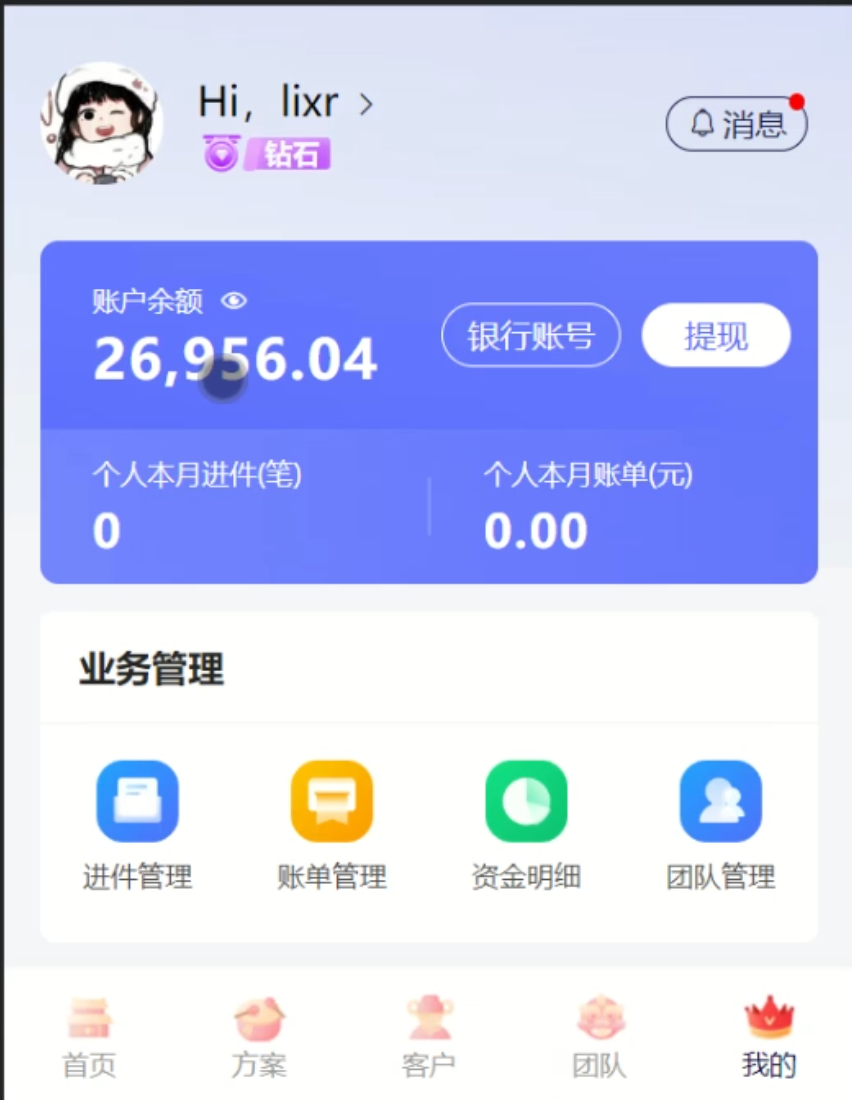 Hi，lixr
钻石
消息
账户余额
26,956.04
银行账号
提现
个人本月进件(笔)
个人本月账单(元)
0
0.00
业务管理
进件管理
账单管理
资金明细
团队管理
首页
方案
客户
团队
我的